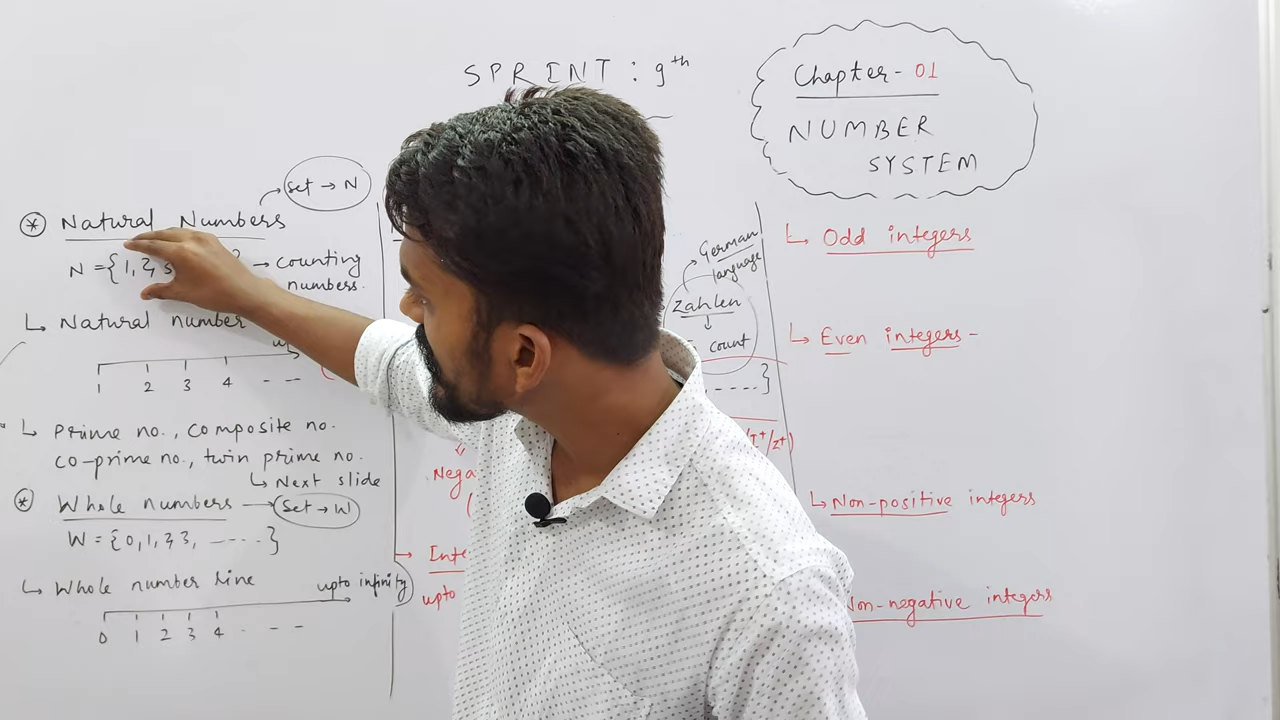 SPRINT : 9th
Chapter- 01
NUMBER
SYSTEM
set → N
* Natural Numbers
N = {1, 2, 3
→ counting
numbers.
↳ Natural number
1 2 3 4 - - -
↳ Prime no., composite no.
co-prime no., twin prime no.
↳ Next slide
* Whole numbers → Set → W
W = {0, 1, 2, 3, -----}
↳ Whole number line
upto infinity
0 1 2 3 4 - - - -
German
language
Zahlen
↓
count
, .....}
/I+/Z+)
Nega
(
→ Inte
upto
↳ Odd integers
↳ Even integers -
↳ Non-positive integers
Non-negative integers